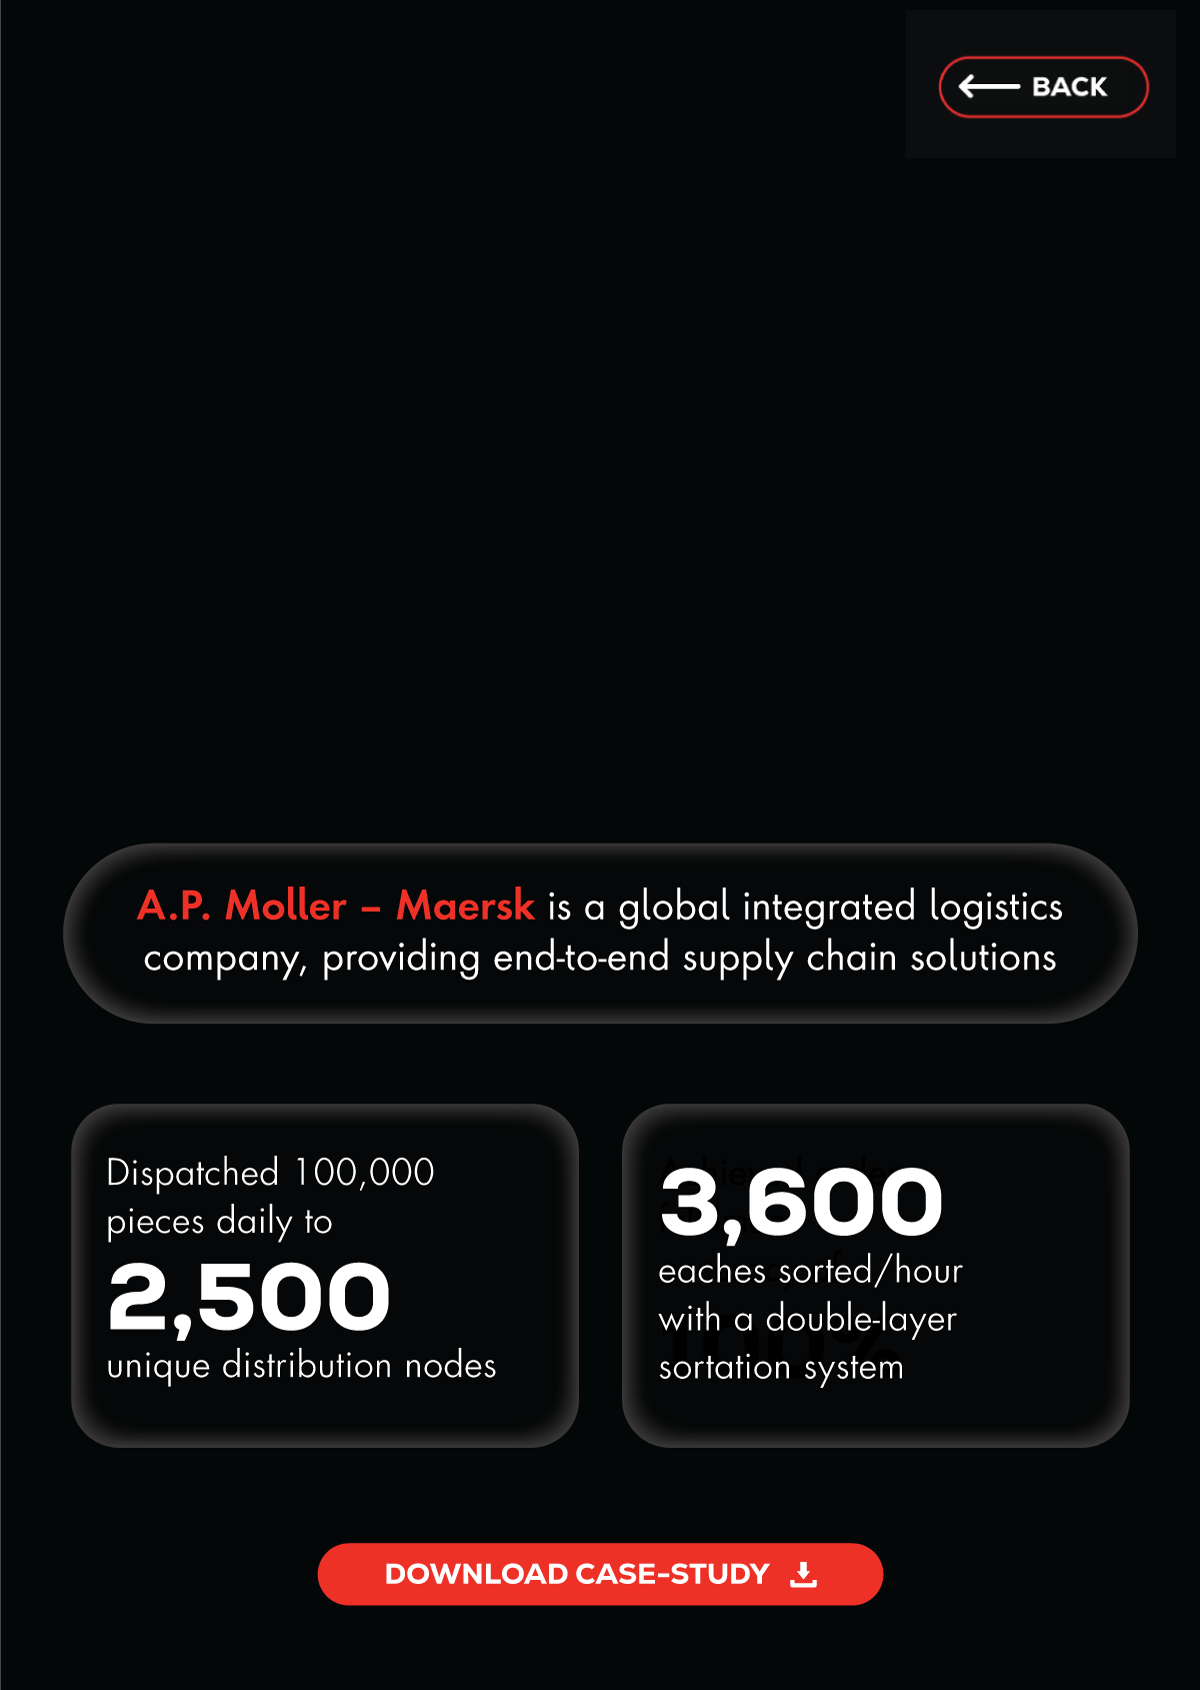 BACK
A.P. Moller – Maersk is a global integrated logistics
company, providing end-to-end supply chain solutions
Dispatched 100,000
pieces daily to
2,500
unique distribution nodes
3,600
eaches sorted/hour
with a double-layer
sortation system
DOWNLOAD CASE-STUDY